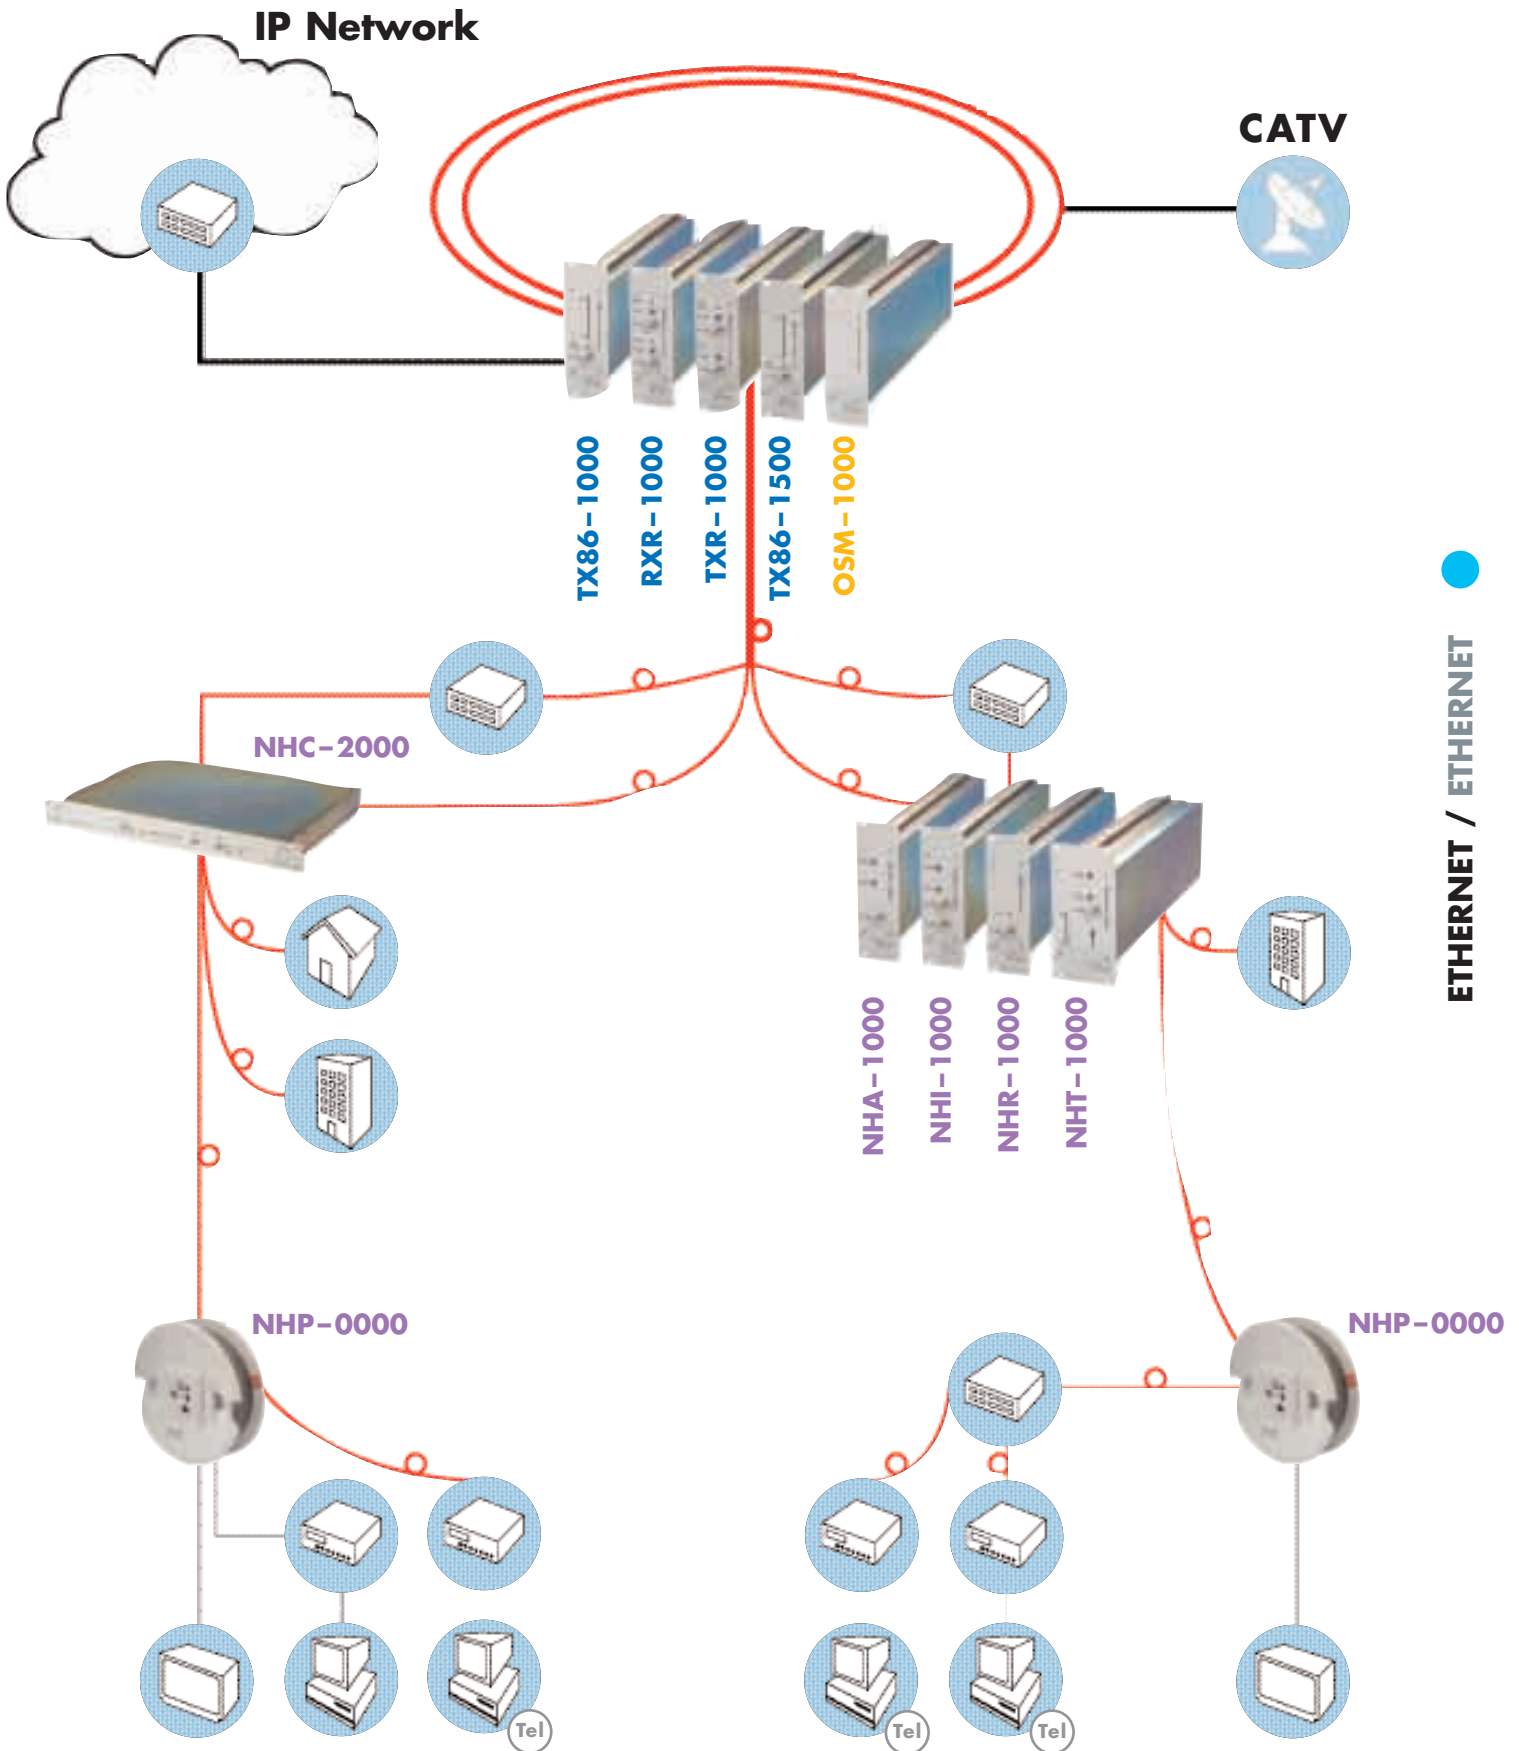 IP Network
CATV
TX86–1000
RXR–1000
TXR–1000
TX86–1500
OSM–1000
ETHERNET / ETHERNET
NHC–2000
NHA–1000
NHI–1000
NHR–1000
NHT–1000
NHP–0000
NHP–0000
Tel
Tel
Tel